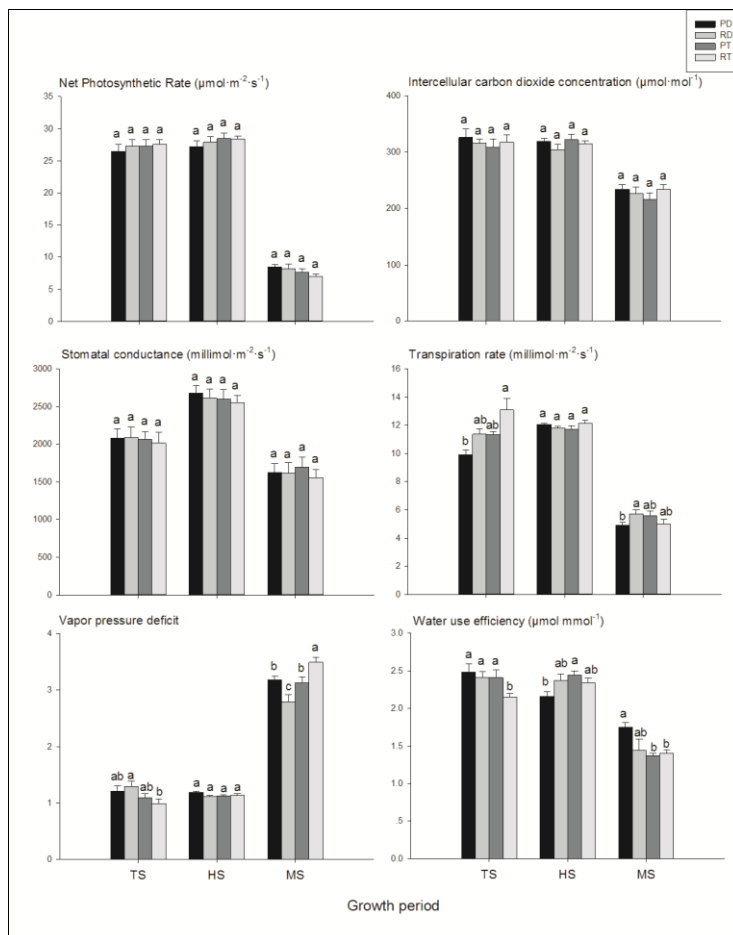 PD
RD
PT
RT
Net Photosynthetic Rate (μmol·m⁻²·s⁻¹)
35
30
25
20
15
10
5
0
a a a a
a a a a
a a a a
Intercellular carbon dioxide concentration (μmol·mol⁻¹)
400
300
200
100
0
a a a a
a a a a
a a a a
Stomatal conductance (millimol·m⁻²·s⁻¹)
3000
2500
2000
1500
1000
500
0
a a a a
a a a a
a a a a
Transpiration rate (millimol·m⁻²·s⁻¹)
16
14
12
10
8
6
4
2
0
b ab ab a
a a a a
b a ab ab
Vapor pressure deficit
4
3
2
1
0
ab a ab b
a a a a
b c b a
TS HS MS
Water use efficiency (μmol mmol⁻¹)
3.0
2.5
2.0
1.5
1.0
.5
0.0
a a a b
b ab a ab
a ab b b
TS HS MS
Growth period